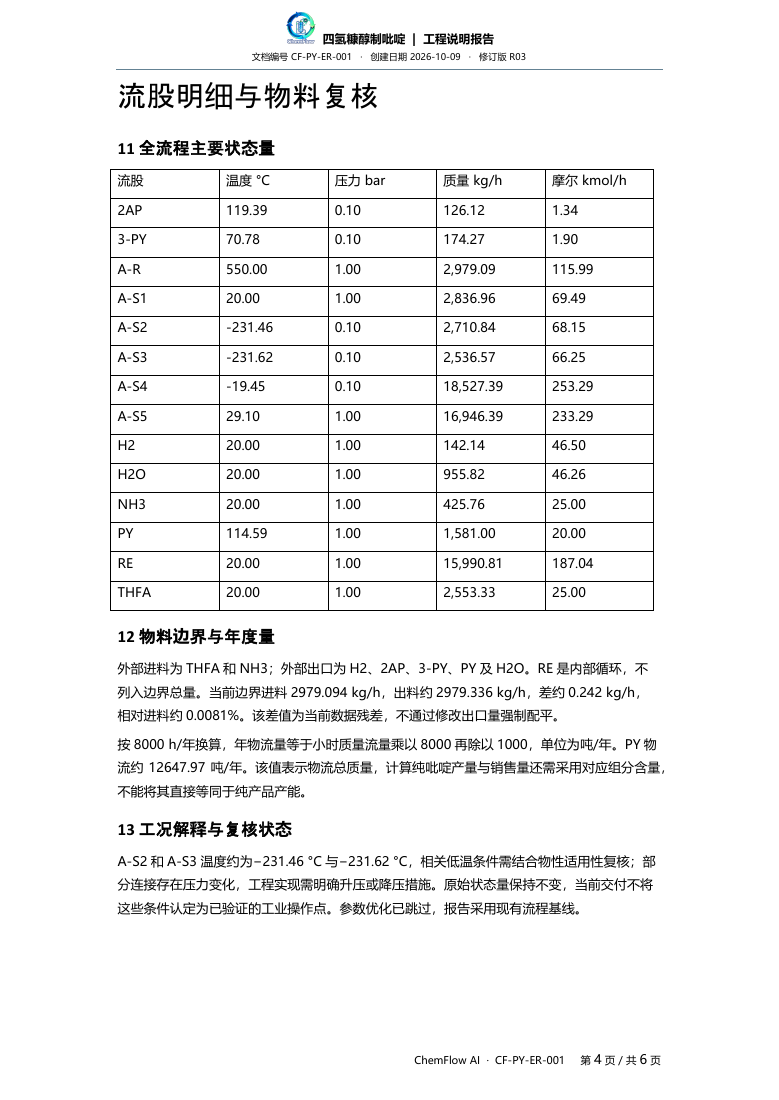 ChemFlow
四氢糠醇制吡啶 | 工程说明报告
文档编号 CF-PY-ER-001 · 创建日期 2026-10-09 · 修订版 R03
流股明细与物料复核
11 全流程主要状态量
流股 温度 °C 压力 bar 质量 kg/h 摩尔 kmol/h
2AP 119.39 0.10 126.12 1.34
3-PY 70.78 0.10 174.27 1.90
A-R 550.00 1.00 2,979.09 115.99
A-S1 20.00 1.00 2,836.96 69.49
A-S2 -231.46 0.10 2,710.84 68.15
A-S3 -231.62 0.10 2,536.57 66.25
A-S4 -19.45 0.10 18,527.39 253.29
A-S5 29.10 1.00 16,946.39 233.29
H2 20.00 1.00 142.14 46.50
H2O 20.00 1.00 955.82 46.26
NH3 20.00 1.00 425.76 25.00
PY 114.59 1.00 1,581.00 20.00
RE 20.00 1.00 15,990.81 187.04
THFA 20.00 1.00 2,553.33 25.00
12 物料边界与年度量
外部进料为 THFA 和 NH3；外部出口为 H2、2AP、3-PY、PY 及 H2O。RE 是内部循环，不
列入边界总量。当前边界进料 2979.094 kg/h，出料约 2979.336 kg/h，差约 0.242 kg/h，
相对进料约 0.0081%。该差值为当前数据残差，不通过修改出口量强制配平。
按 8000 h/年换算，年物流量等于小时质量流量乘以 8000 再除以 1000，单位为吨/年。PY 物
流约 12647.97 吨/年。该值表示物流总质量，计算纯吡啶产量与销售量还需采用对应组分含量，
不能将其直接等同于纯产品产能。
13 工况解释与复核状态
A-S2 和 A-S3 温度约为−231.46 °C 与−231.62 °C，相关低温条件需结合物性适用性复核；部
分连接存在压力变化，工程实现需明确升压或降压措施。原始状态量保持不变，当前交付不将
这些条件认定为已验证的工业操作点。参数优化已跳过，报告采用现有流程基线。
ChemFlow AI · CF-PY-ER-001 第 4 页 / 共 6 页